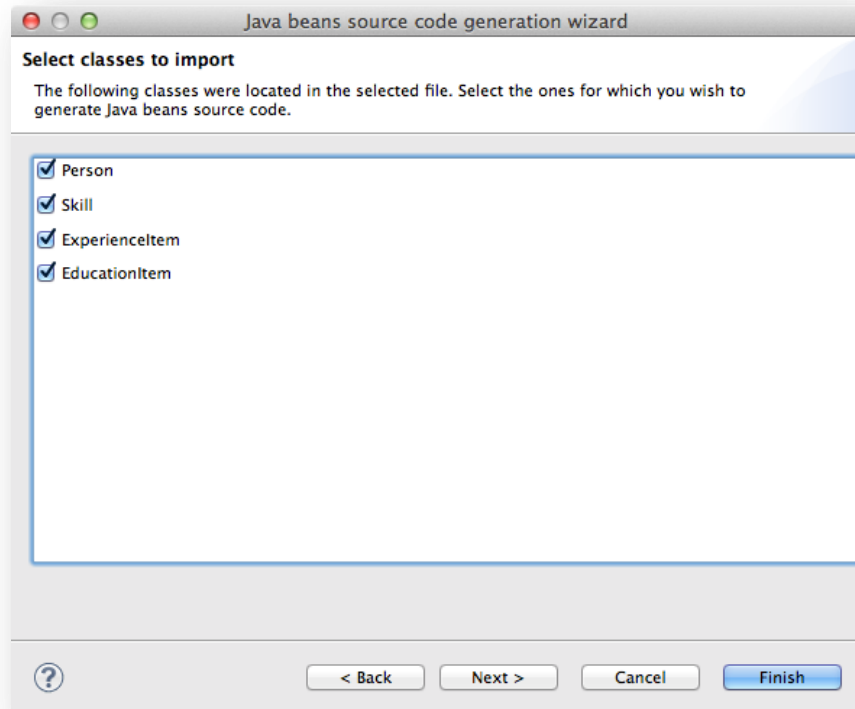 Java beans source code generation wizard
Select classes to import
The following classes were located in the selected file. Select the ones for which you wish to
generate Java beans source code.
Person
Skill
ExperienceItem
EducationItem
?
< Back
Next >
Cancel
Finish